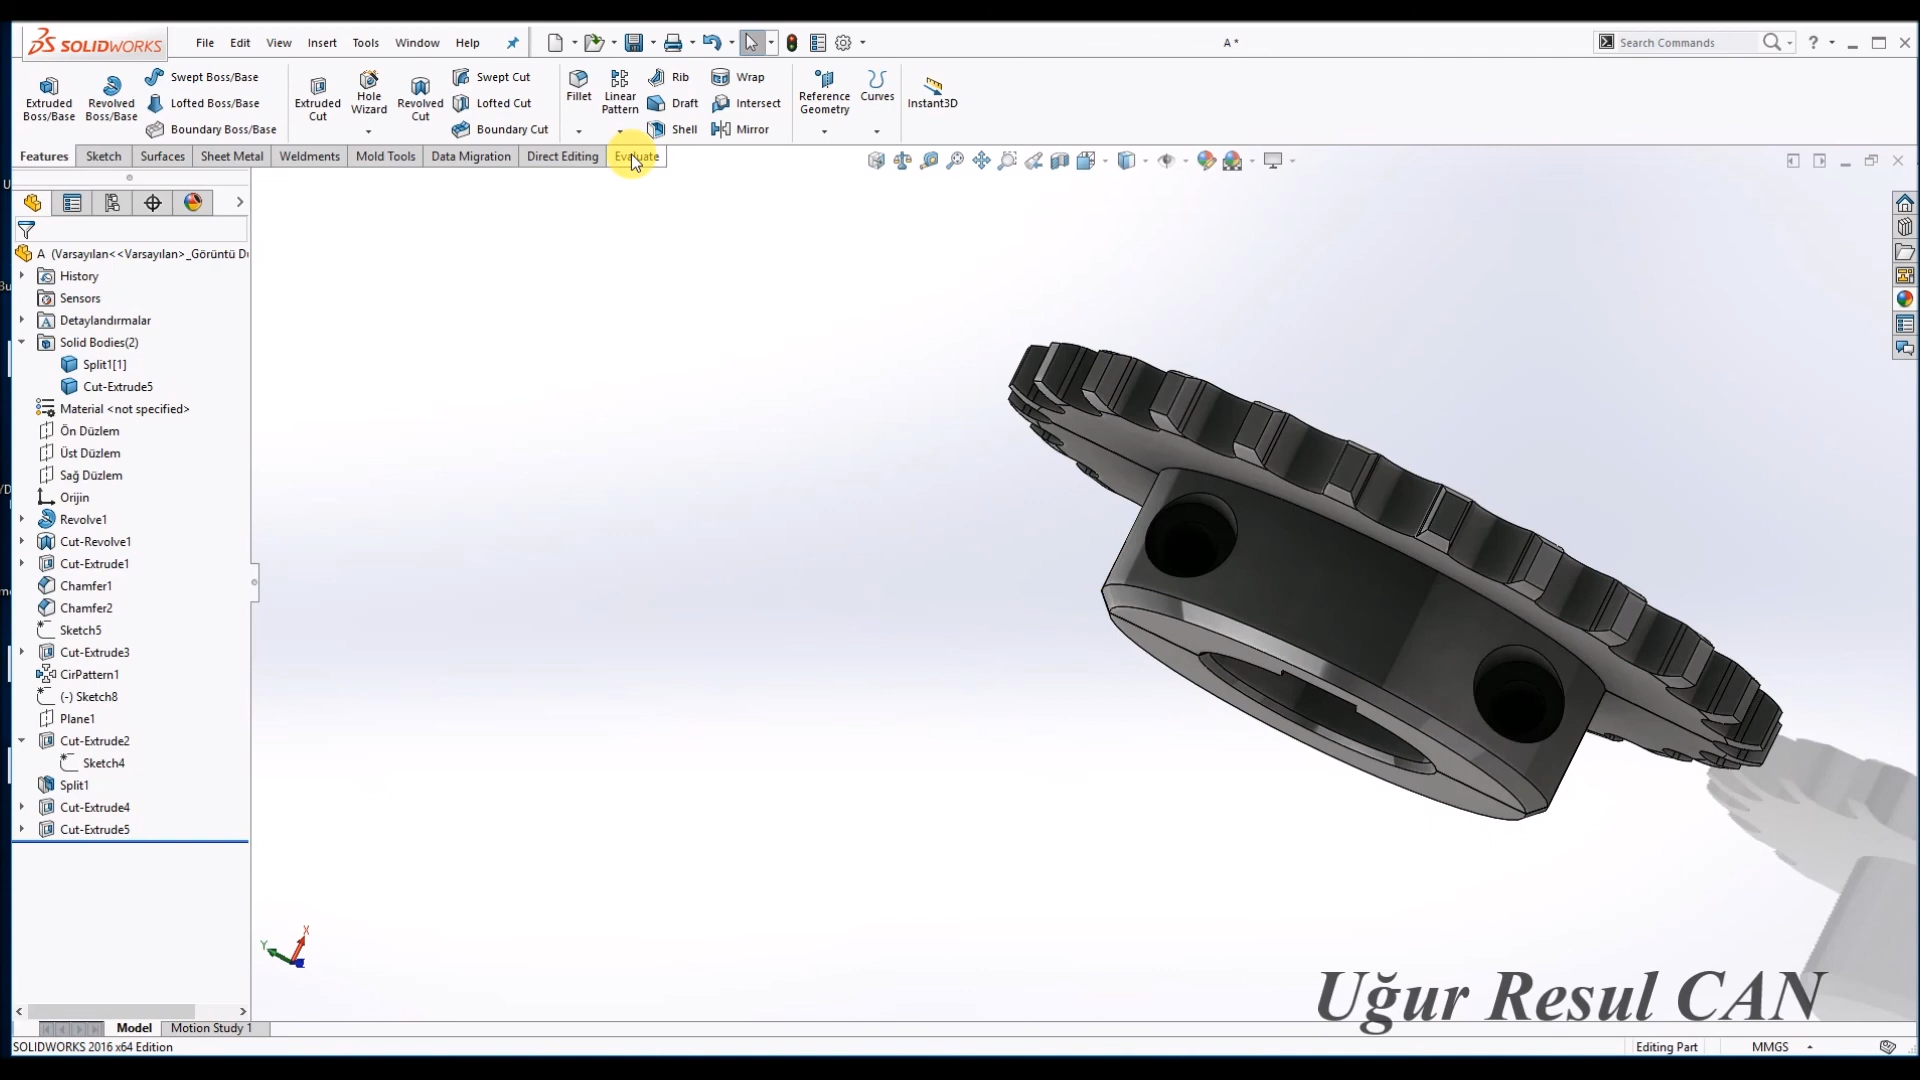 SOLIDWORKS
File Edit View Insert Tools Window Help
A *
Search Commands
Extruded Boss/Base
Revolved Boss/Base
Swept Boss/Base
Lofted Boss/Base
Boundary Boss/Base
Extruded Cut
Hole Wizard
Revolved Cut
Swept Cut
Lofted Cut
Boundary Cut
Fillet
Linear Pattern
Rib
Draft
Shell
Wrap
Intersect
Mirror
Reference Geometry
Curves
Instant3D
Features Sketch Surfaces Sheet Metal Weldments Mold Tools Data Migration Direct Editing Evaluate
A (Varsayılan<<Varsayılan>_Görüntü D
History
Sensors
Detaylandırmalar
Solid Bodies(2)
Split1[1]
Cut-Extrude5
Material <not specified>
Ön Düzlem
Üst Düzlem
Sağ Düzlem
Orijin
Revolve1
Cut-Revolve1
Cut-Extrude1
Chamfer1
Chamfer2
Sketch5
Cut-Extrude3
CirPattern1
(-) Sketch8
Plane1
Cut-Extrude2
Sketch4
Split1
Cut-Extrude4
Cut-Extrude5
X
Y
Uğur Resul CAN
Model Motion Study 1
SOLIDWORKS 2016 x64 Edition
Editing Part
MMGS